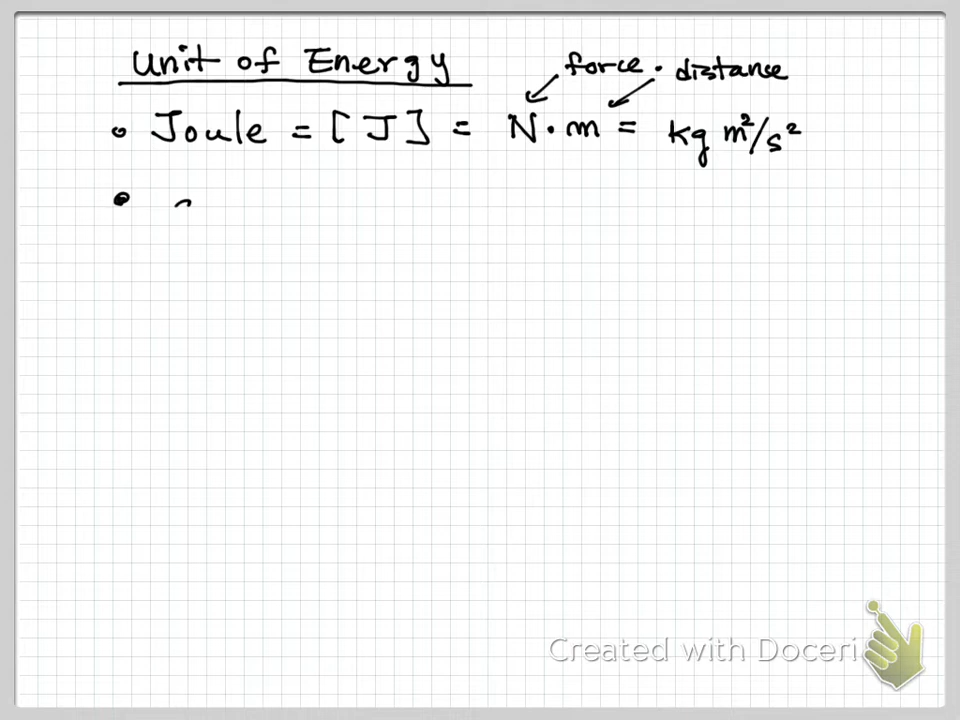 Unit of Energy
force · distance
• Joule = [J] = N·m = kg m²/s²
•
Created with Doceri